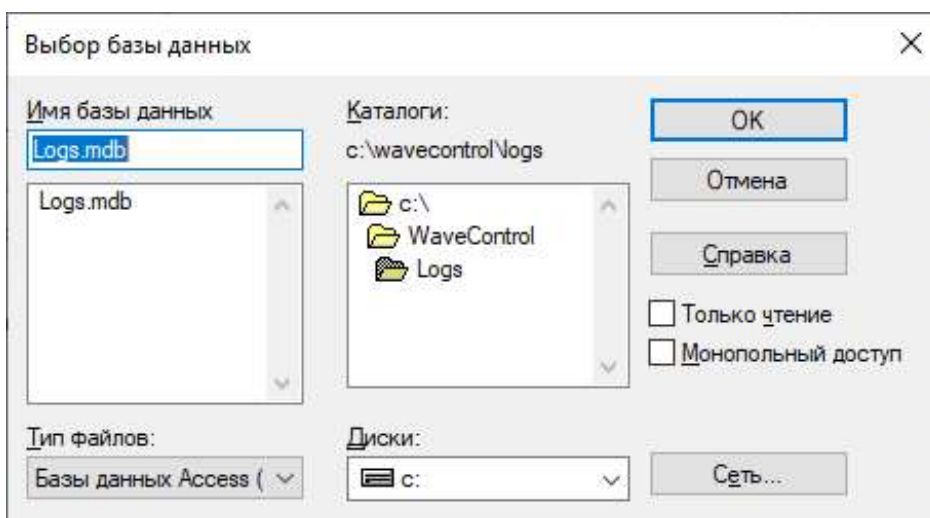 Выбор базы данных
Имя базы данных
Logs.mdb
Logs.mdb
Тип файлов:
Базы данных Access (
Каталоги:
c:\wavecontrol\logs
c:\
WaveControl
Logs
Диски:
c:
OK
Отмена
Справка
Только чтение
Монопольный доступ
Сеть...